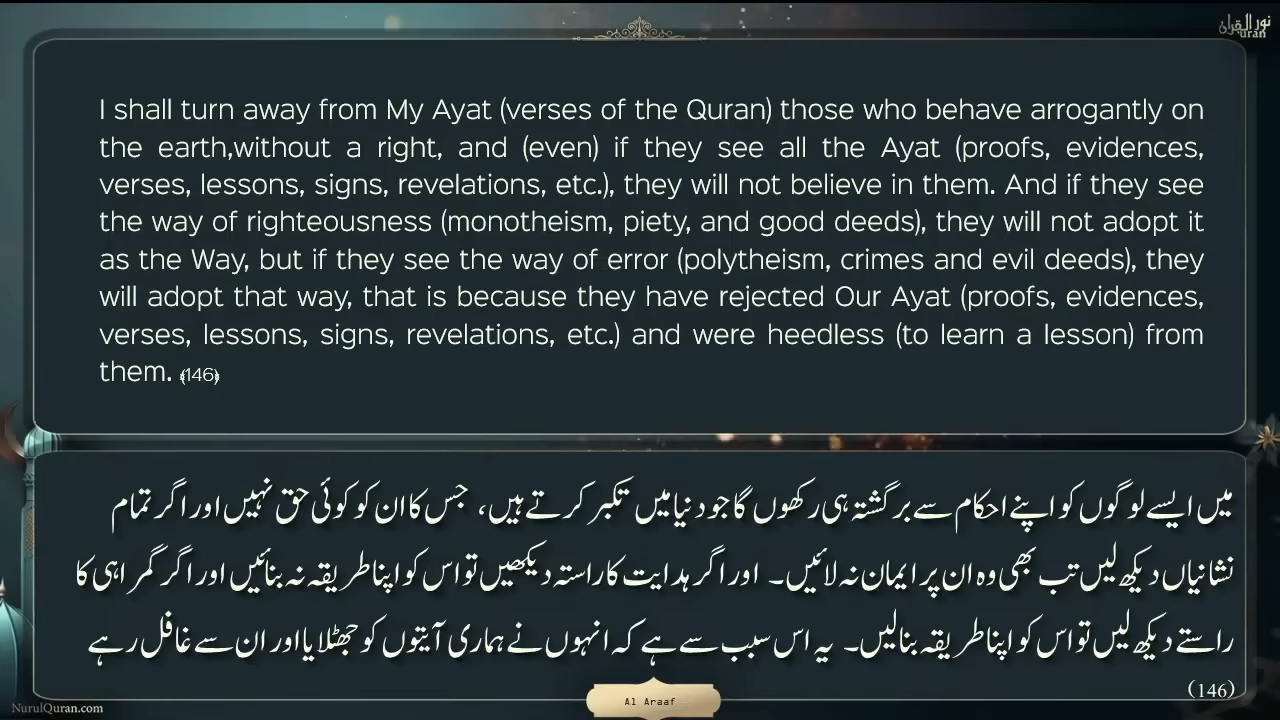 نور القرآن
uran
I shall turn away from My Ayat (verses of the Quran) those who behave arrogantly on
the earth,without a right, and (even) if they see all the Ayat (proofs, evidences,
verses, lessons, signs, revelations, etc.), they will not believe in them. And if they see
the way of righteousness (monotheism, piety, and good deeds), they will not adopt it
as the Way, but if they see the way of error (polytheism, crimes and evil deeds), they
will adopt that way, that is because they have rejected Our Ayat (proofs, evidences,
verses, lessons, signs, revelations, etc.) and were heedless (to learn a lesson) from
them. ﴾146﴿
میں ایسے لوگوں کو اپنے احکام سے برگشتہ ہی رکھوں گا جو دنیا میں تکبر کرتے ہیں، جس کا ان کو کوئی حق نہیں اور اگر تمام
نشانیاں دیکھ لیں تب بھی وہ ان پر ایمان نہ لائیں۔ اور اگر ہدایت کا راستہ دیکھیں تو اس کو اپنا طریقہ نہ بنائیں اور اگر گمراہی کا
راستے دیکھ لیں تو اس کو اپنا طریقہ بنالیں۔ یہ اس سبب سے ہے کہ انہوں نے ہماری آیتوں کو جھٹلایا اور ان سے غافل رہے
(146)
Al Araaf
NurulQuran.com